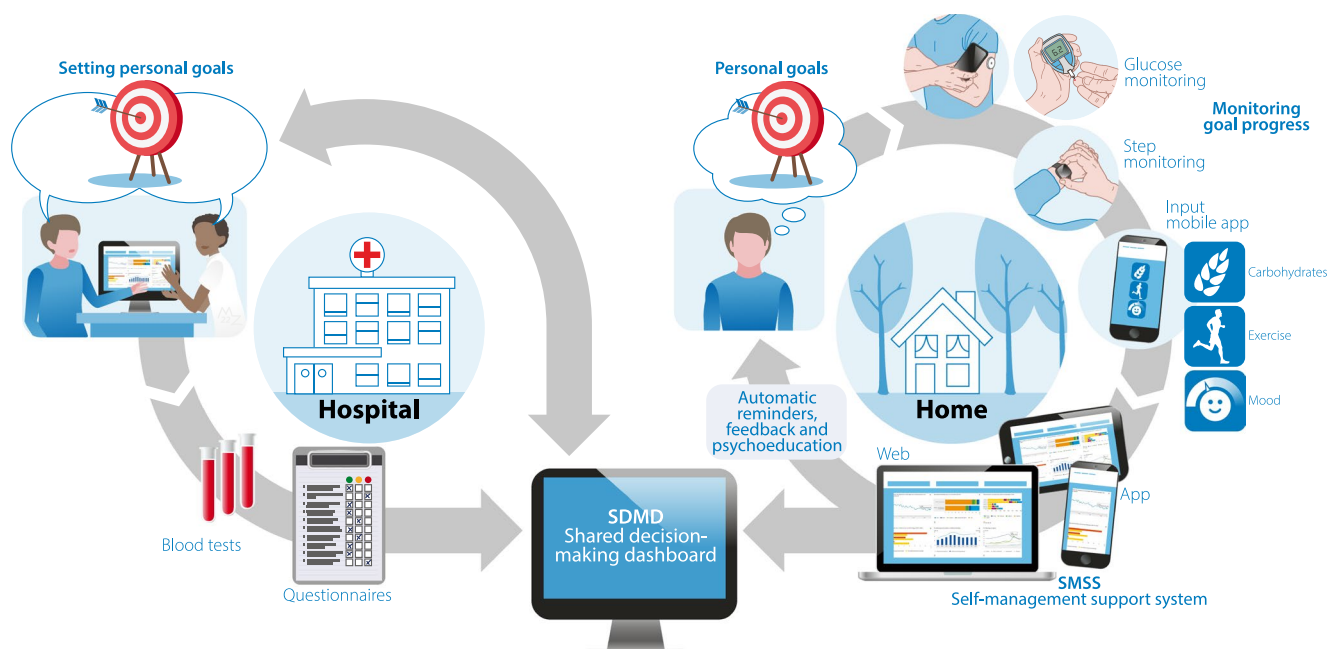 Setting personal goals
Hospital
Blood tests
Questionnaires
SDMD
Shared decision-
making dashboard
Personal goals
6.2
Glucose
monitoring
Monitoring
goal progress
Step
monitoring
Input
mobile app
Carbohydrates
Exercise
Mood
Home
Automatic
reminders,
feedback and
psychoeducation
Web
App
SMSS
Self-management support system